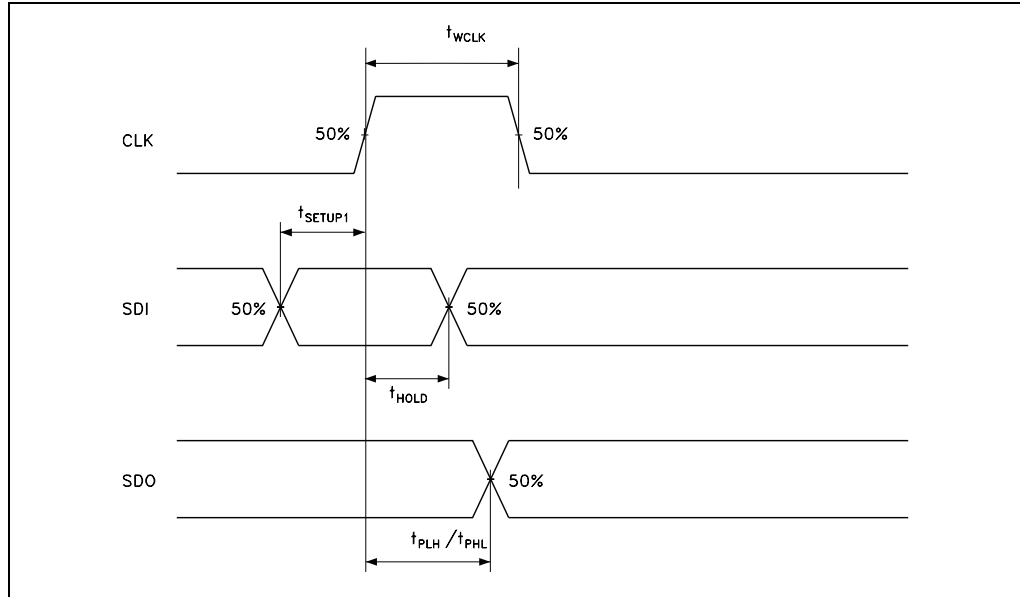 tWCLK
CLK
50%
50%
tSETUP1
SDI
50%
50%
tHOLD
SDO
50%
tPLH /tPHL